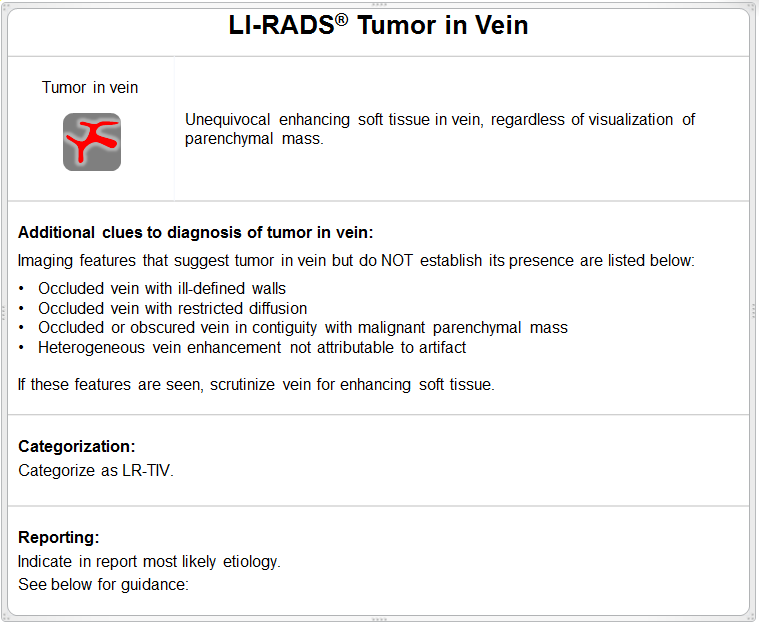 LI-RADS® Tumor in Vein
Tumor in vein
Unequivocal enhancing soft tissue in vein, regardless of visualization of
parenchymal mass.
Additional clues to diagnosis of tumor in vein:
Imaging features that suggest tumor in vein but do NOT establish its presence are listed below:
• Occluded vein with ill-defined walls
• Occluded vein with restricted diffusion
• Occluded or obscured vein in contiguity with malignant parenchymal mass
• Heterogeneous vein enhancement not attributable to artifact
If these features are seen, scrutinize vein for enhancing soft tissue.
Categorization:
Categorize as LR-TIV.
Reporting:
Indicate in report most likely etiology.
See below for guidance: